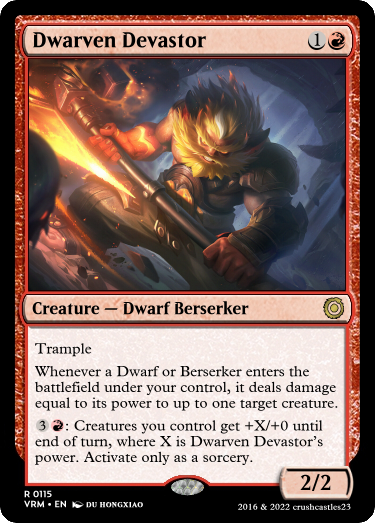 Dwarven Devastor 1
Creature — Dwarf Berserker
Trample
Whenever a Dwarf or Berserker enters the
battlefield under your control, it deals damage
equal to its power to up to one target creature.
3 : Creatures you control get +X/+0 until
end of turn, where X is Dwarven Devastor's
power. Activate only as a sorcery.
2/2
R 0115
VRM • EN DU HONGXIAO
2016 & 2022 crushcastles23